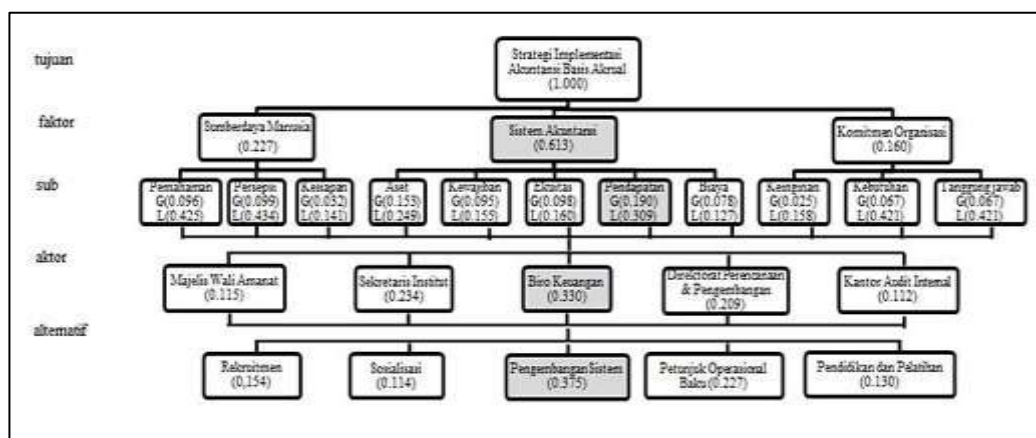 tujuan
Strategi Implementasi
Akuntansi Basis Akrual
(1.000)
faktor
Sumberdaya Manusia
(0.227)
Sistem Akuntansi
(0.613)
Komitmen Organisasi
(0.160)
sub
Pemahaman
G(0.096)
L(0.425)
Persepsi
G(0.099)
L(0.434)
Kesiapan
G(0.032)
L(0.141)
Aset
G(0.153)
L(0.249)
Kewajiban
G(0.095)
L(0.155)
Ekuitas
G(0.098)
L(0.160)
Pendapatan
G(0.190)
L(0.309)
Biaya
G(0.078)
L(0.127)
Keinginan
G(0.025)
L(0.158)
Kebutuhan
G(0.067)
L(0.421)
Tanggung jawab
G(0.067)
L(0.421)
aktor
Majelis Wali Amanat
(0.115)
Sekretaris Institut
(0.234)
Biro Keuangan
(0.330)
Direktorat Perencanaan
& Pengembangan
(0.209)
Kantor Audit Internal
(0.112)
alternatif
Rekruitmen
(0,154)
Sosialisasi
(0.114)
Pengembangan Sistem
(0.375)
Petunjuk Operasional
Baku (0.227)
Pendidikan dan Pelatihan
(0.130)